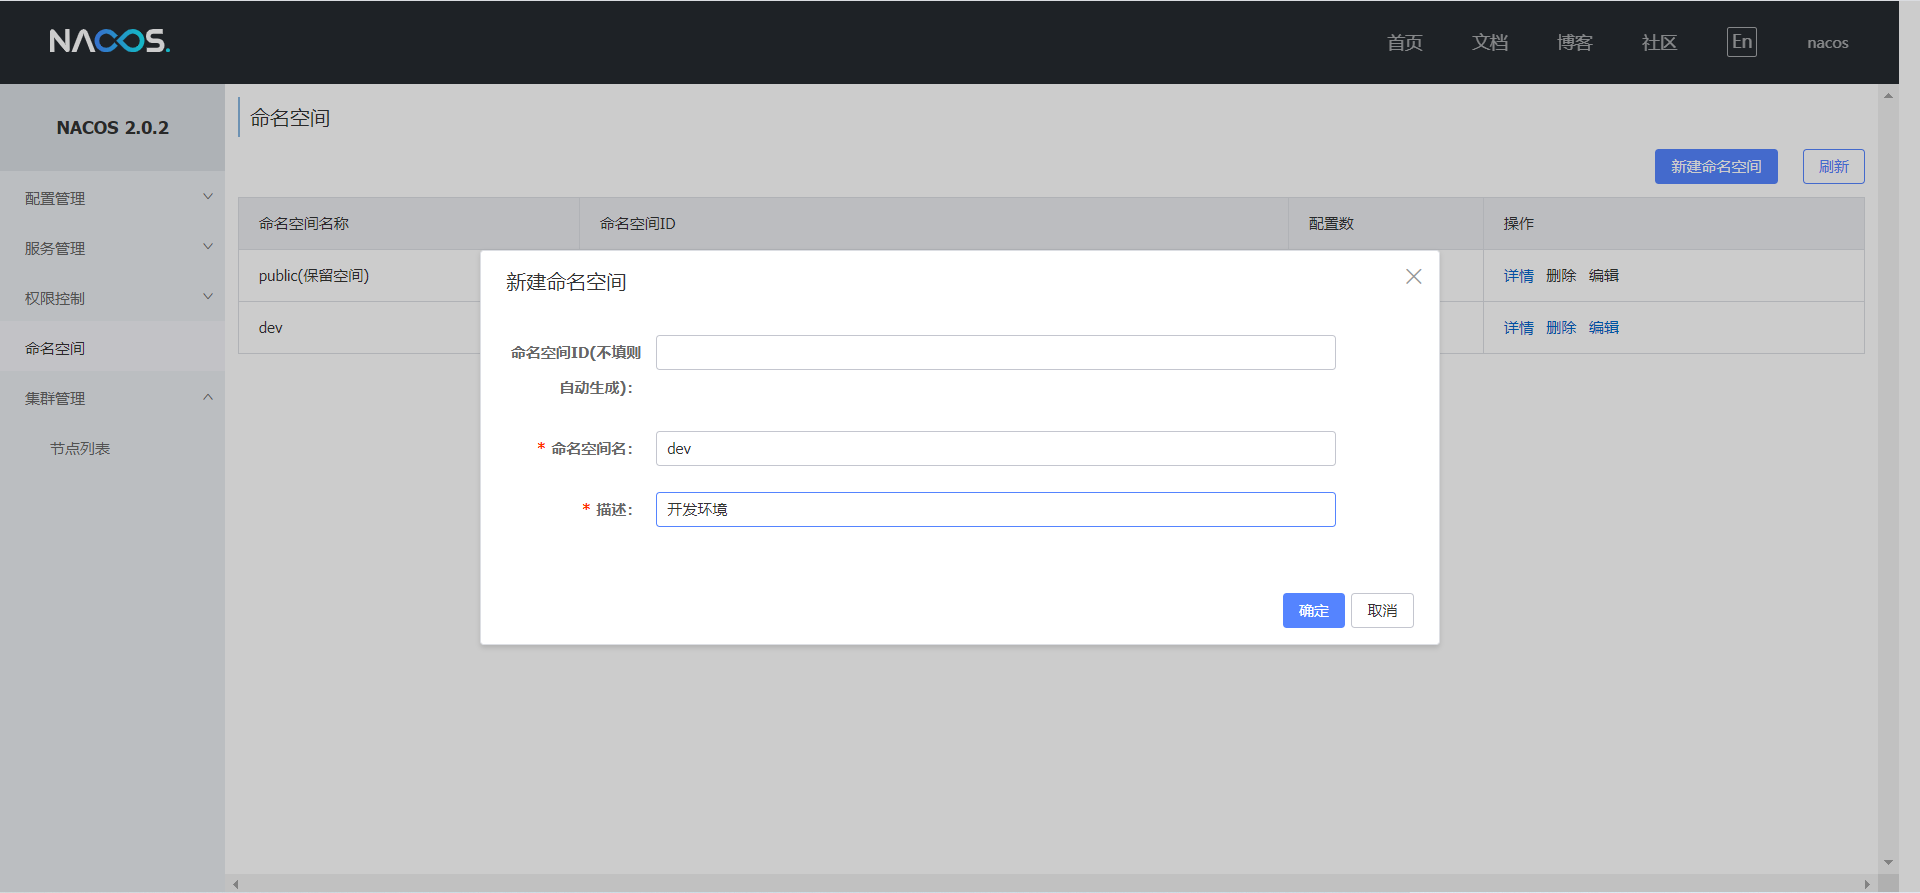 NACOS.
首页
文档
博客
社区
En
nacos
NACOS 2.0.2
配置管理
服务管理
权限控制
命名空间
集群管理
节点列表
命名空间
新建命名空间
刷新
命名空间名称
命名空间ID
配置数
操作
public(保留空间)
详情 删除 编辑
dev
详情 删除 编辑
新建命名空间
命名空间ID(不填则
自动生成):
* 命名空间名:
dev
* 描述:
开发环境
确定
取消